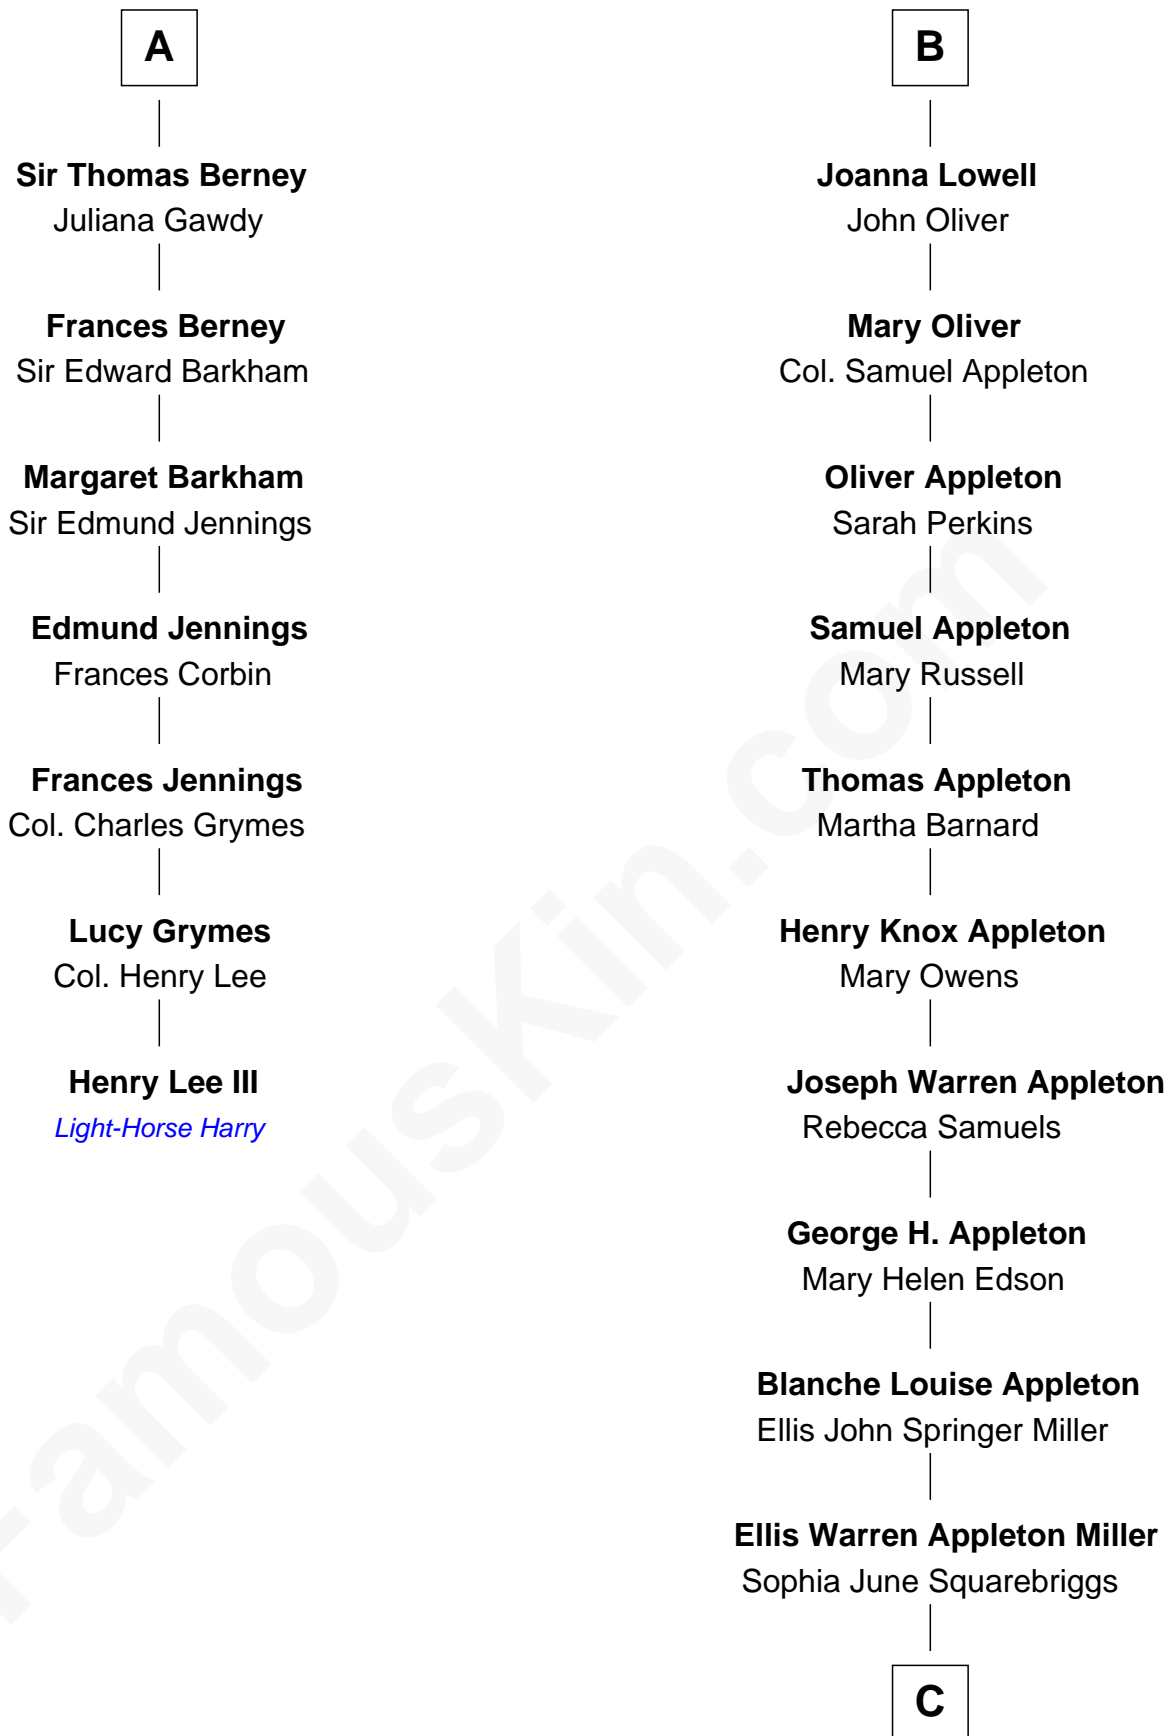 A
Sir Thomas Berney
Juliana Gawdy
Frances Berney
Sir Edward Barkham
Margaret Barkham
Sir Edmund Jennings
Edmund Jennings
Frances Corbin
Frances Jennings
Col. Charles Grymes
Lucy Grymes
Col. Henry Lee
Henry Lee III
Light-Horse Harry
B
Joanna Lowell
John Oliver
Mary Oliver
Col. Samuel Appleton
Oliver Appleton
Sarah Perkins
Samuel Appleton
Mary Russell
Thomas Appleton
Martha Barnard
Henry Knox Appleton
Mary Owens
Joseph Warren Appleton
Rebecca Samuels
George H. Appleton
Mary Helen Edson
Blanche Louise Appleton
Ellis John Springer Miller
Ellis Warren Appleton Miller
Sophia June Squarebriggs
C
FamousKin.com